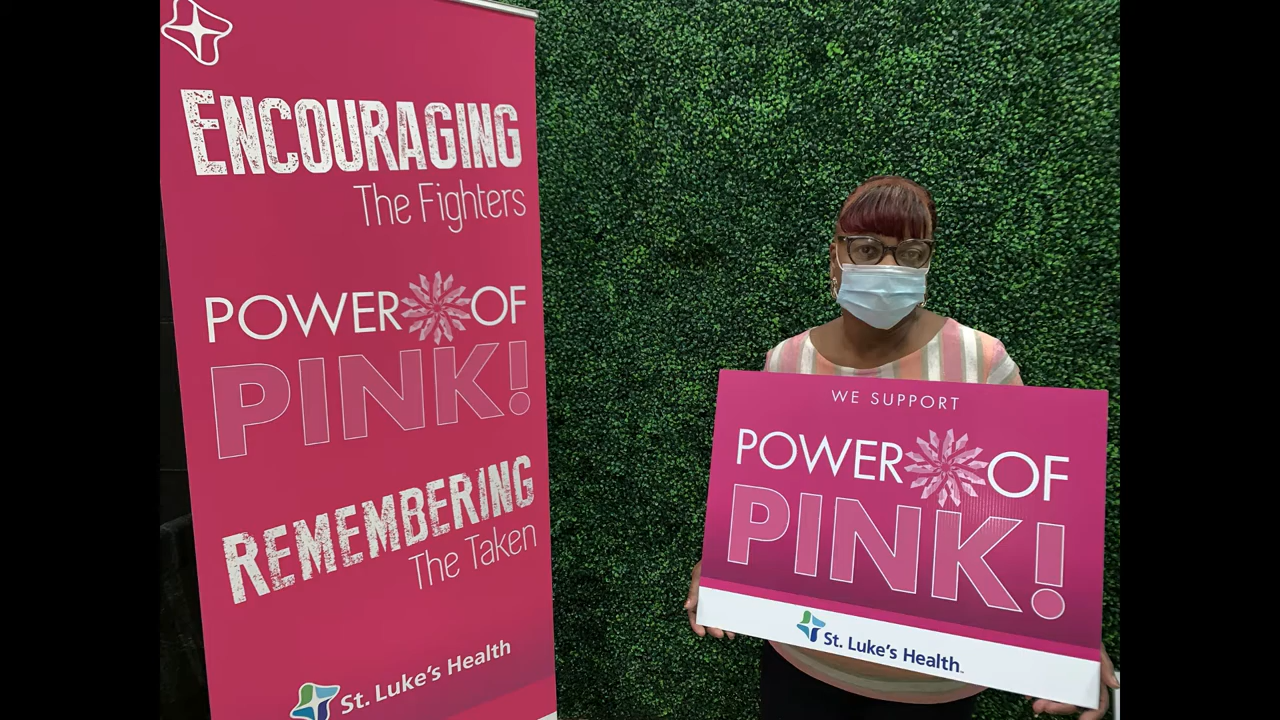 ENCOURAGING
The Fighters
POWER OF
PINK!
REMEMBERING
The Taken
St. Luke's Health
WE SUPPORT
POWER OF
PINK!
St. Luke's Health™